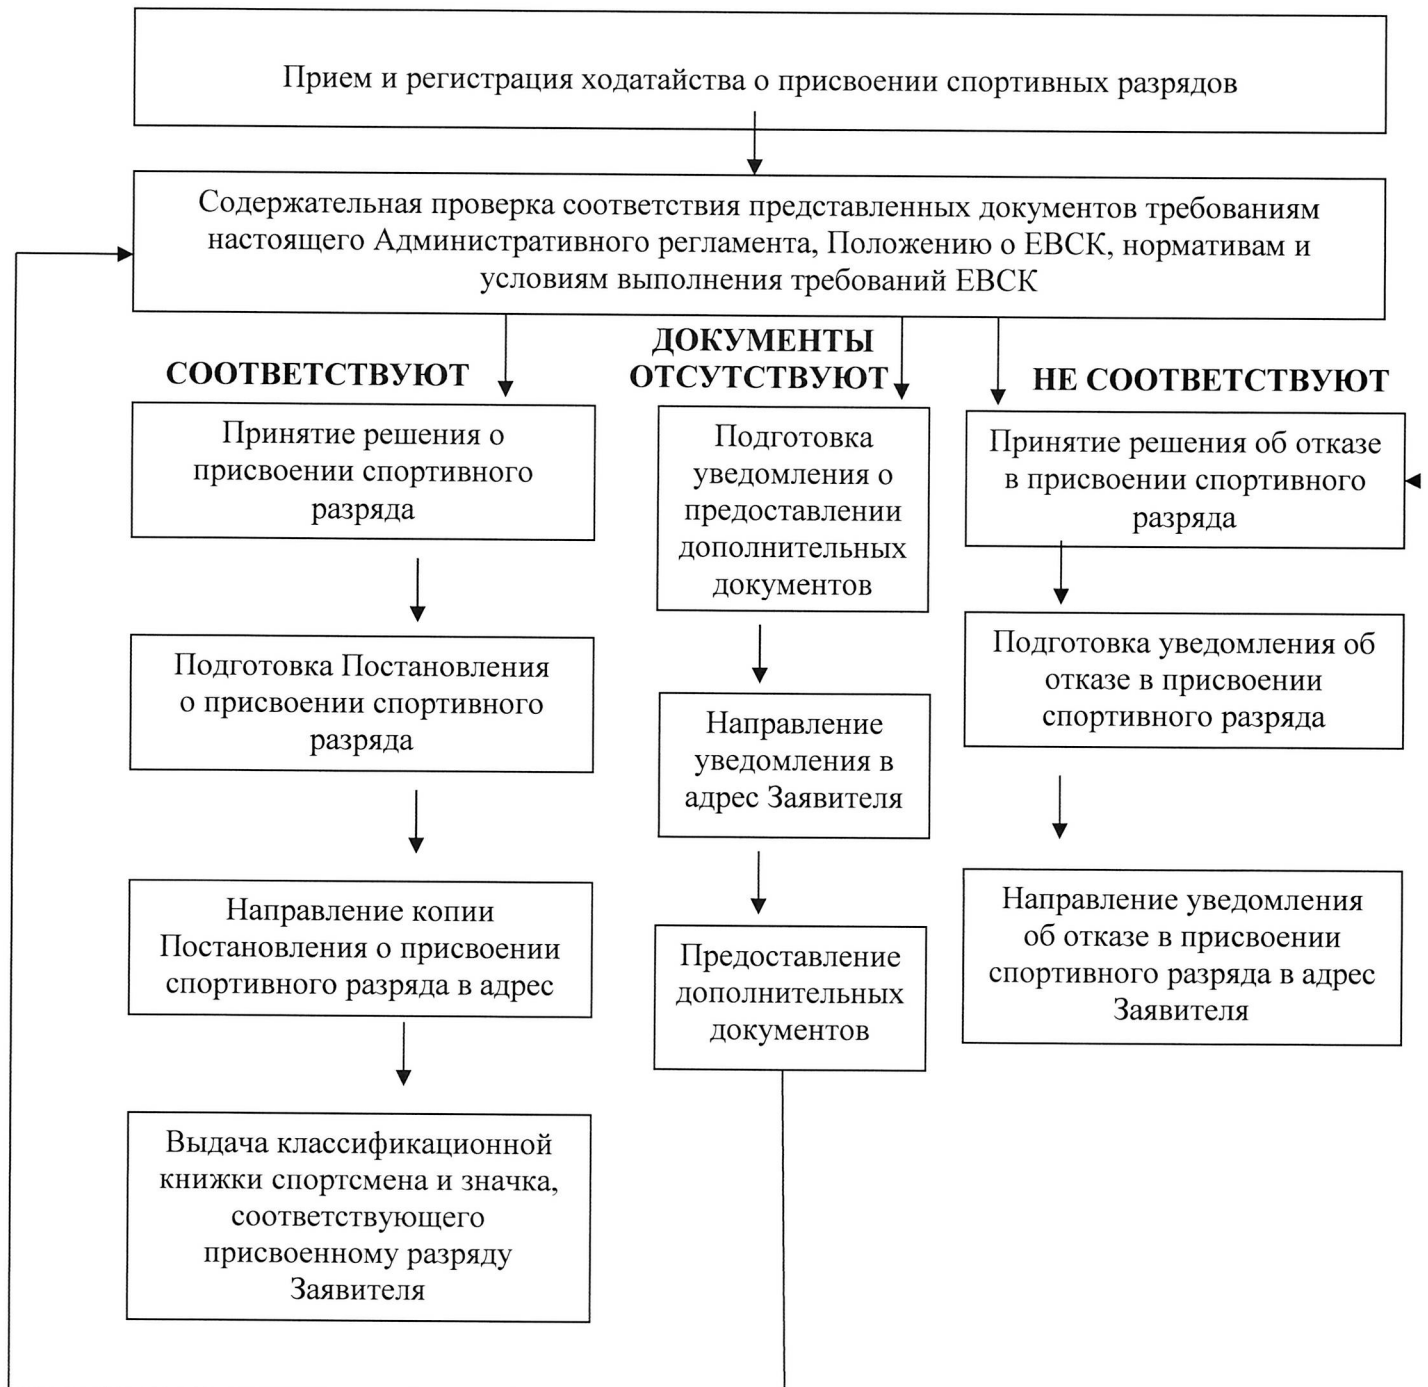 Прием и регистрация ходатайства о присвоении спортивных разрядов
Содержательная проверка соответствия представленных документов требованиям
настоящего Административного регламента, Положению о ЕВСК, нормативам и
условиям выполнения требований ЕВСК
СООТВЕТСТВУЮТ
Принятие решения о
присвоении спортивного
разряда
Подготовка Постановления
о присвоении спортивного
разряда
Направление копии
Постановления о присвоении
спортивного разряда в адрес
Выдача классификационной
книжки спортсмена и значка,
соответствующего
присвоенному разряду
Заявителя
ДОКУМЕНТЫ
ОТСУТСТВУЮТ
Подготовка
уведомления о
предоставлении
дополнительных
документов
Направление
уведомления в
адрес Заявителя
Предоставление
дополнительных
документов
НЕ СООТВЕТСТВУЮТ
Принятие решения об отказе
в присвоении спортивного
разряда
Подготовка уведомления об
отказе в присвоении
спортивного разряда
Направление уведомления
об отказе в присвоении
спортивного разряда в адрес
Заявителя